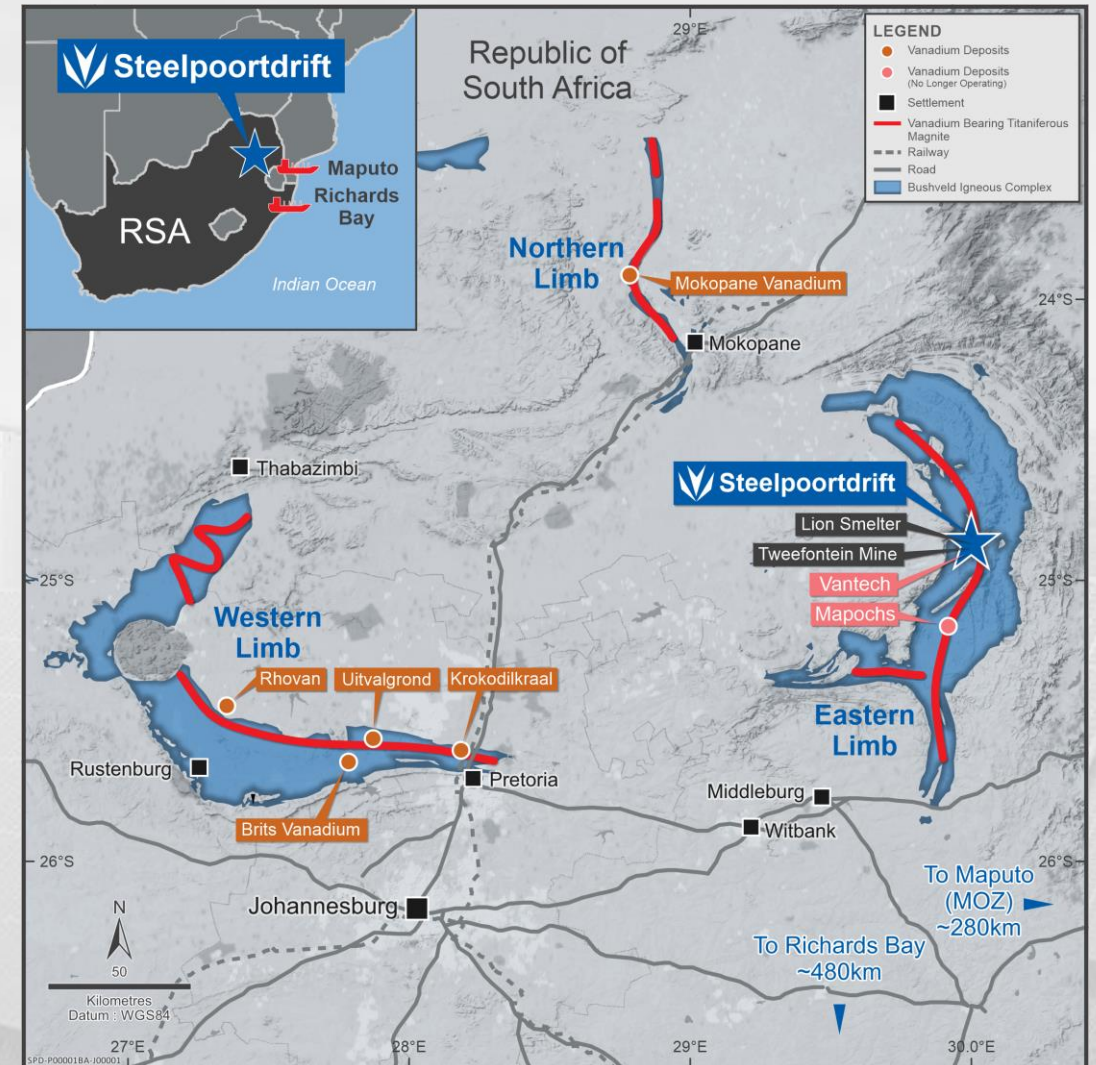 Steelpoortdrift
Maputo
Richards
Bay
RSA
Indian Ocean
Republic of
South Africa
29°E
LEGEND
Vanadium Deposits
Vanadium Deposits
(No Longer Operating)
Settlement
Vanadium Bearing Titaniferous
Magnite
Railway
Road
Bushveld Igneous Complex
Northern
Limb
Mokopane Vanadium
24°S
Mokopane
Thabazimbi
Steelpoortdrift
Lion Smelter
Tweefontein Mine
Vantech
Mapochs
25°S
25°S
Western
Limb
Rhovan
Uitvalgrond
Krokodilkraal
Eastern
Limb
Rustenburg
Pretoria
Brits Vanadium
Middleburg
Witbank
26°S
26°S
Johannesburg
To Maputo
(MOZ)
~280km
To Richards Bay
~480km
N
50
Kilometres
Datum : WGS84
27°E
28°E
29°E
30.0°E
SPD-P00001BA-J00001